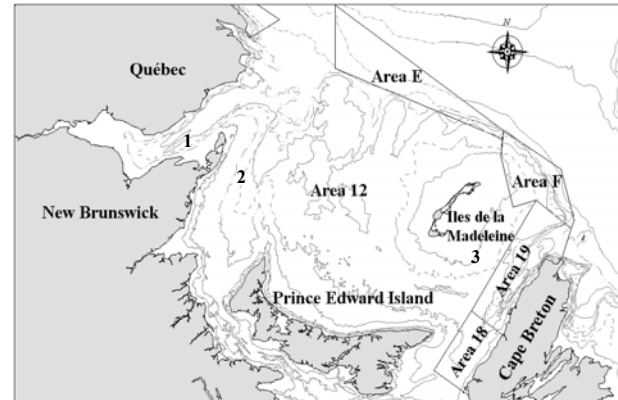 N
Québec
Area E
1
2
Area 12
Area F
New Brunswick
Îles de la
Madeleine
3
Area 19
Prince Edward Island
Area 18
Cape Breton